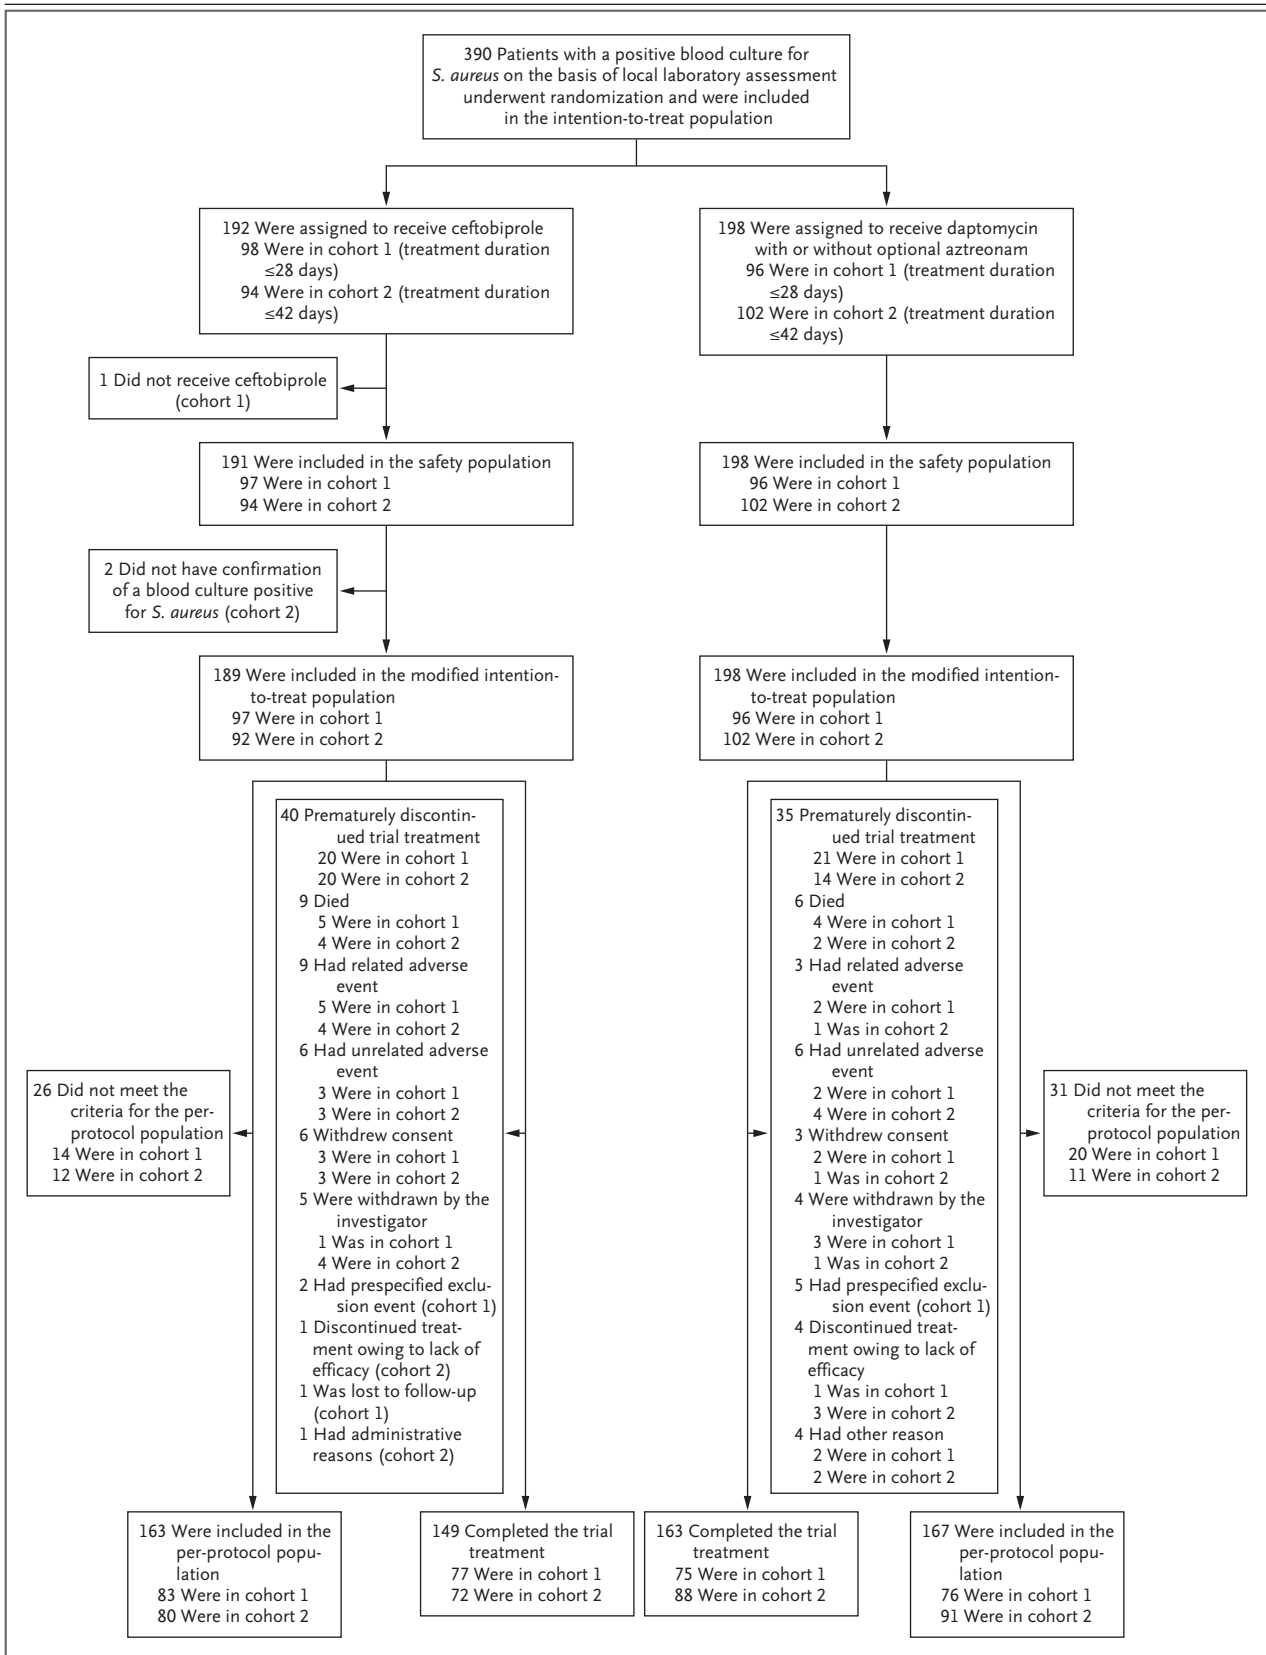 390 Patients with a positive blood culture for
S. aureus on the basis of local laboratory assessment
underwent randomization and were included
in the intention-to-treat population
192 Were assigned to receive ceftobiprole
98 Were in cohort 1 (treatment duration
≤28 days)
94 Were in cohort 2 (treatment duration
≤42 days)
198 Were assigned to receive daptomycin
with or without optional aztreonam
96 Were in cohort 1 (treatment duration
≤28 days)
102 Were in cohort 2 (treatment duration
≤42 days)
1 Did not receive ceftobiprole
(cohort 1)
191 Were included in the safety population
97 Were in cohort 1
94 Were in cohort 2
198 Were included in the safety population
96 Were in cohort 1
102 Were in cohort 2
2 Did not have confirmation
of a blood culture positive
for S. aureus (cohort 2)
189 Were included in the modified intention-
to-treat population
97 Were in cohort 1
92 Were in cohort 2
198 Were included in the modified intention-
to-treat population
96 Were in cohort 1
102 Were in cohort 2
26 Did not meet the
criteria for the per-
protocol population
14 Were in cohort 1
12 Were in cohort 2
40 Prematurely discontin-
ued trial treatment
20 Were in cohort 1
20 Were in cohort 2
9 Died
5 Were in cohort 1
4 Were in cohort 2
9 Had related adverse
event
5 Were in cohort 1
4 Were in cohort 2
6 Had unrelated adverse
event
3 Were in cohort 1
3 Were in cohort 2
6 Withdrew consent
3 Were in cohort 1
3 Were in cohort 2
5 Were withdrawn by the
investigator
1 Was in cohort 1
4 Were in cohort 2
2 Had prespecified exclu-
sion event (cohort 1)
1 Discontinued treat-
ment owing to lack of
efficacy (cohort 2)
1 Was lost to follow-up
(cohort 1)
1 Had administrative
reasons (cohort 2)
35 Prematurely discontin-
ued trial treatment
21 Were in cohort 1
14 Were in cohort 2
6 Died
4 Were in cohort 1
2 Were in cohort 2
3 Had related adverse
event
2 Were in cohort 1
1 Was in cohort 2
6 Had unrelated adverse
event
2 Were in cohort 1
4 Were in cohort 2
3 Withdrew consent
2 Were in cohort 1
1 Was in cohort 2
4 Were withdrawn by the
investigator
3 Were in cohort 1
1 Was in cohort 2
5 Had prespecified exclu-
sion event (cohort 1)
4 Discontinued treat-
ment owing to lack of
efficacy
1 Was in cohort 1
3 Were in cohort 2
4 Had other reason
2 Were in cohort 1
2 Were in cohort 2
31 Did not meet the
criteria for the per-
protocol population
20 Were in cohort 1
11 Were in cohort 2
163 Were included in the
per-protocol popu-
lation
83 Were in cohort 1
80 Were in cohort 2
149 Completed the trial
treatment
77 Were in cohort 1
72 Were in cohort 2
163 Completed the trial
treatment
75 Were in cohort 1
88 Were in cohort 2
167 Were included in the
per-protocol popu-
lation
76 Were in cohort 1
91 Were in cohort 2